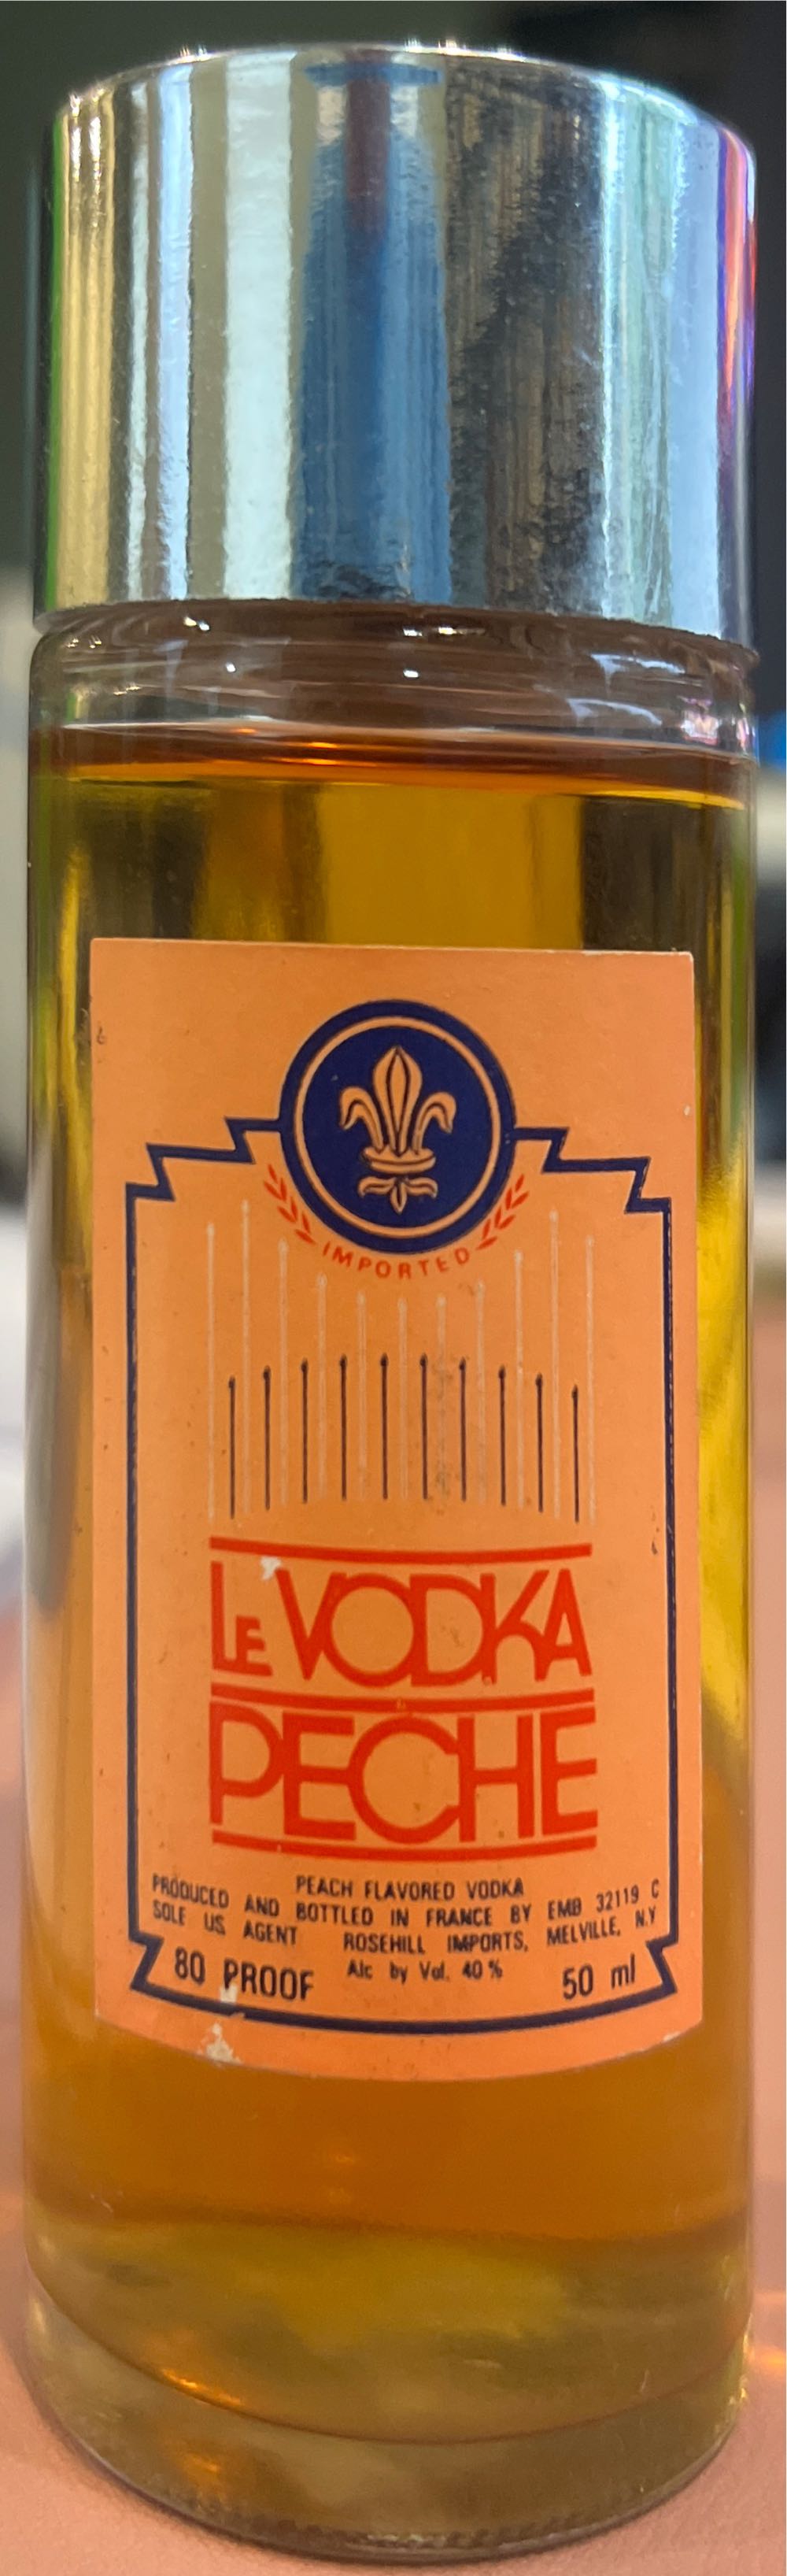 IMPORTED
LE VODKA
PECHE
PEACH FLAVORED VODKA
PRODUCED AND BOTTLED IN FRANCE BY EMB 32119 C
SOLE US AGENT ROSEHILL IMPORTS, MELVILLE, N.Y
80 PROOF Alc by Vol. 40% 50 ml